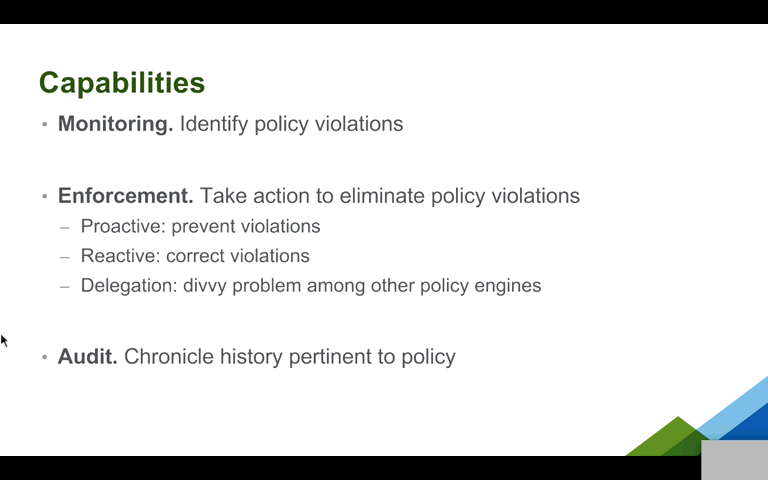 Capabilities
• Monitoring. Identify policy violations
• Enforcement. Take action to eliminate policy violations
– Proactive: prevent violations
– Reactive: correct violations
– Delegation: divvy problem among other policy engines
• Audit. Chronicle history pertinent to policy